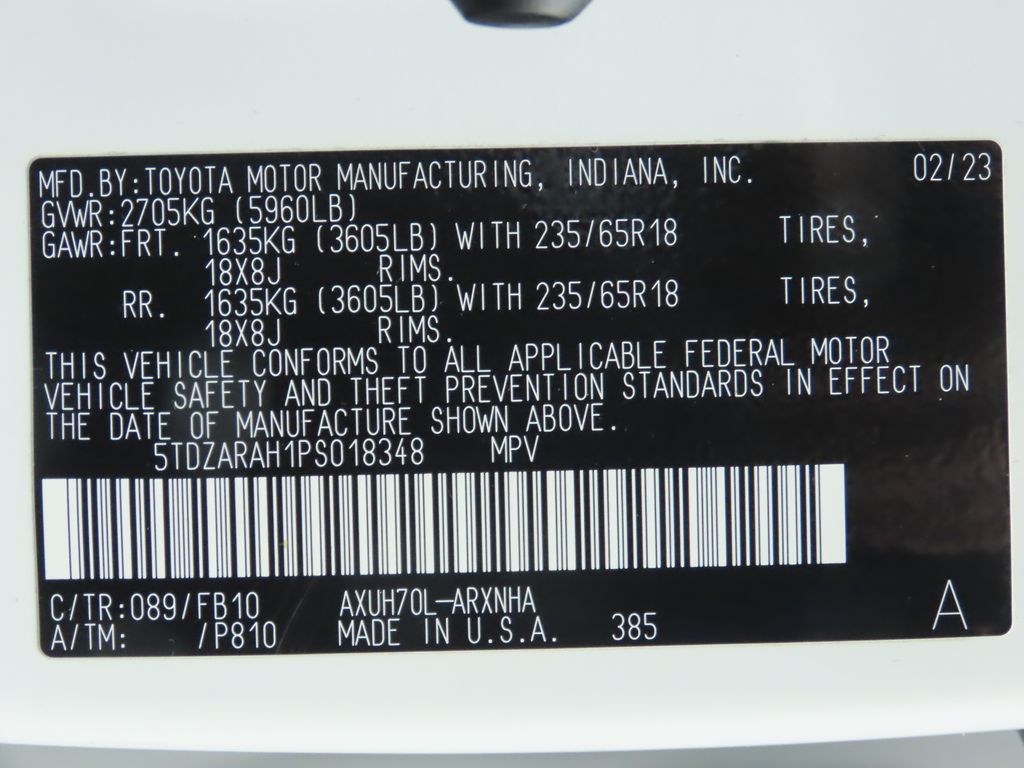 MFD.BY:TOYOTA MOTOR MANUFACTURING, INDIANA, INC. 02/23
GVWR:2705KG (5960LB)
GAWR:FRT. 1635KG (3605LB) WITH 235/65R18 TIRES,
18X8J RIMS.
RR. 1635KG (3605LB) WITH 235/65R18 TIRES,
18X8J RIMS.
THIS VEHICLE CONFORMS TO ALL APPLICABLE FEDERAL MOTOR
VEHICLE SAFETY AND THEFT PREVENTION STANDARDS IN EFFECT ON
THE DATE OF MANUFACTURE SHOWN ABOVE.
5TDZARAH1PS018348 MPV
C/TR:089/FB10 AXUH70L-ARXNHA A
A/TM: /P810 MADE IN U.S.A. 385